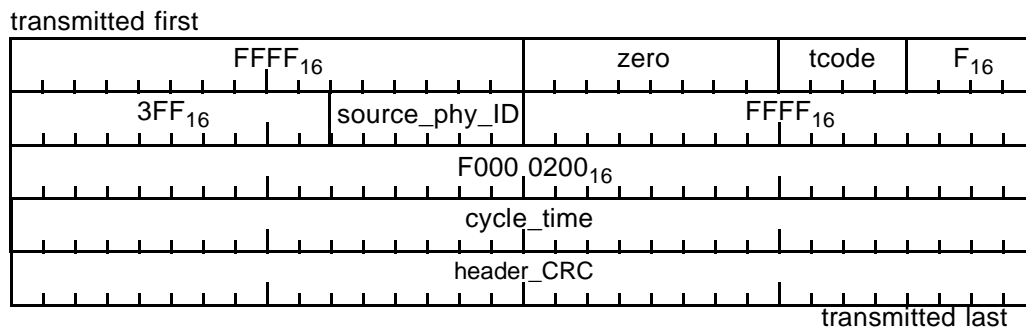 transmitted first
FFFF16 zero tcode F16
3FF16 source_phy_ID FFFF16
F000 020016
cycle_time
header_CRC
transmitted last